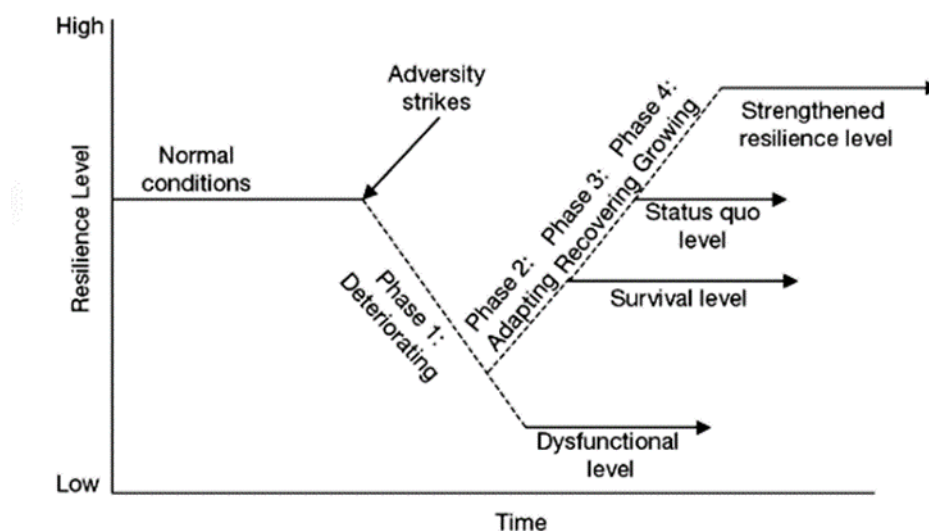 High
Adversity
strikes
Normal
conditions
Resilience Level
Phase 1:
Deteriorating
Phase 2: Phase 3: Phase 4:
Adapting Recovering Growing
Strengthened
resilience level
Status quo
level
Survival level
Dysfunctional
level
Low
Time